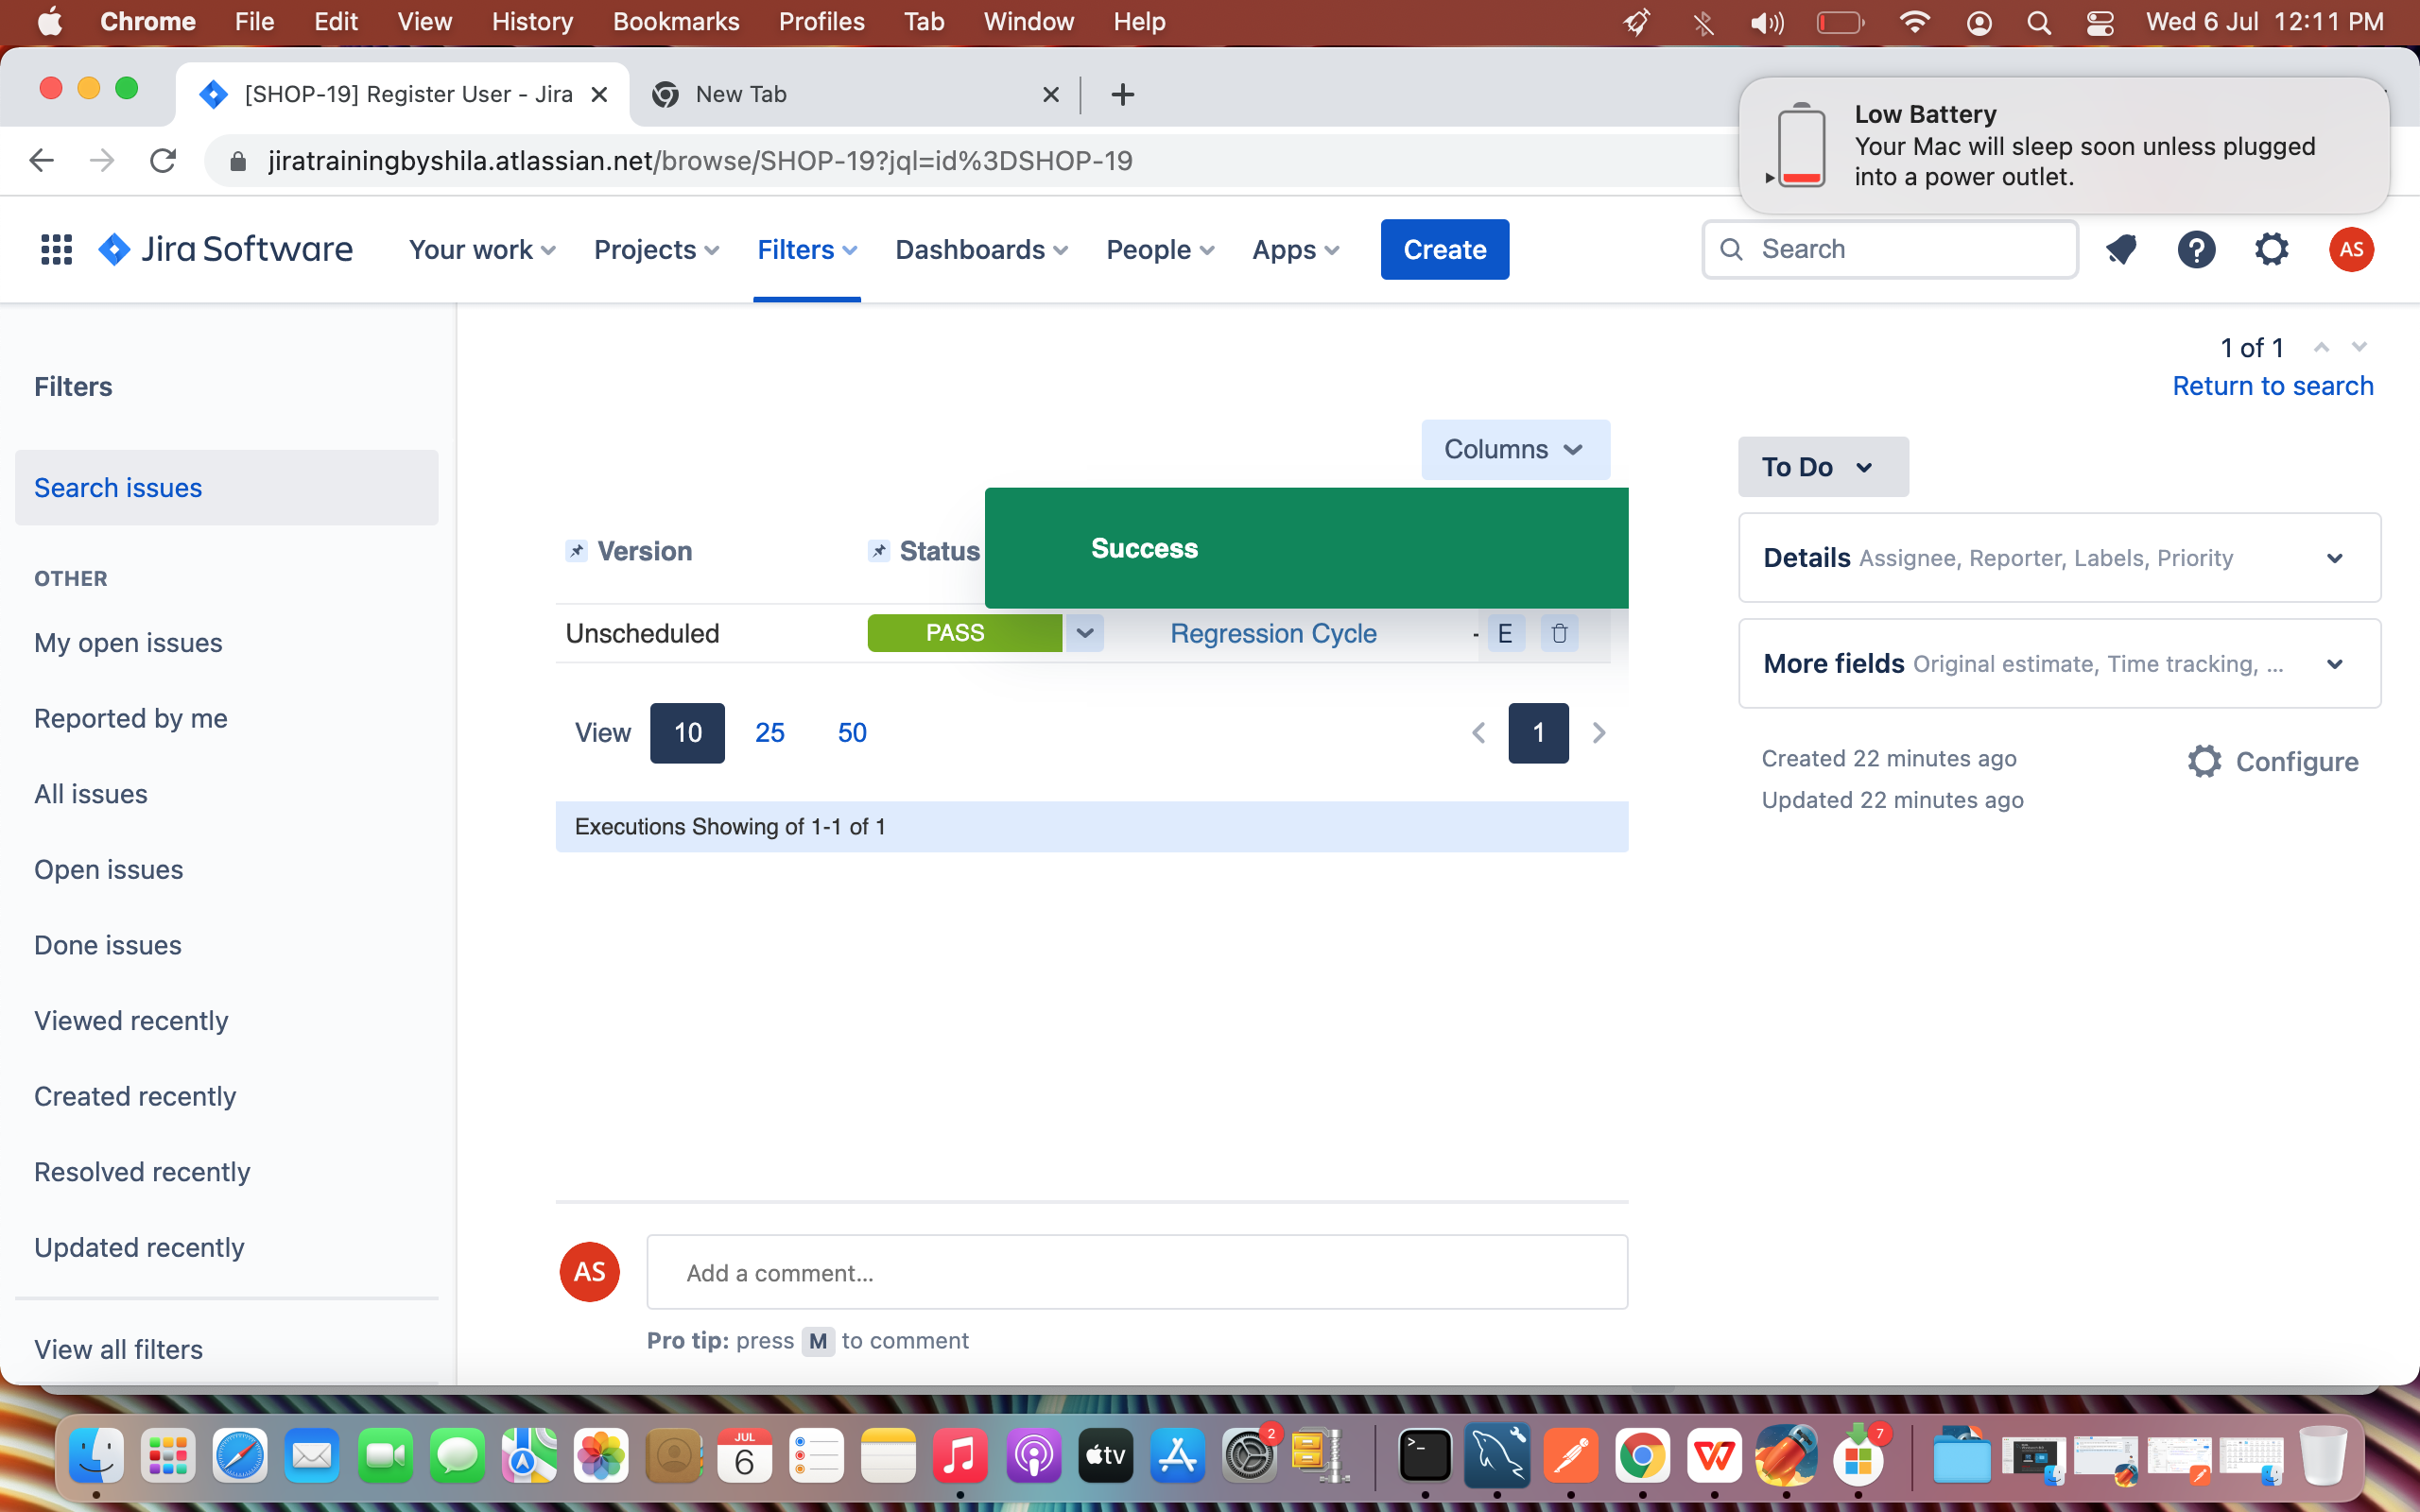 Chrome File Edit View History Bookmarks Profiles Tab Window Help Wed 6 Jul 12:11 PM
[SHOP-19] Register User - Jira New Tab
Low Battery
Your Mac will sleep soon unless plugged
into a power outlet.
jiratrainingbyshila.atlassian.net/browse/SHOP-19?jql=id%3DSHOP-19
Jira Software Your work Projects Filters Dashboards People Apps Create Search AS
1 of 1
Return to search
Filters
Search issues
OTHER
My open issues
Reported by me
All issues
Open issues
Done issues
Viewed recently
Created recently
Resolved recently
Updated recently
View all filters
Columns
Version Status
Success
Unscheduled PASS Regression Cycle - E
View 10 25 50 1
Executions Showing of 1-1 of 1
AS Add a comment...
Pro tip: press M to comment
To Do
Details Assignee, Reporter, Labels, Priority
More fields Original estimate, Time tracking, ...
Created 22 minutes ago
Updated 22 minutes ago
Configure
JUL
6
tv
2
7